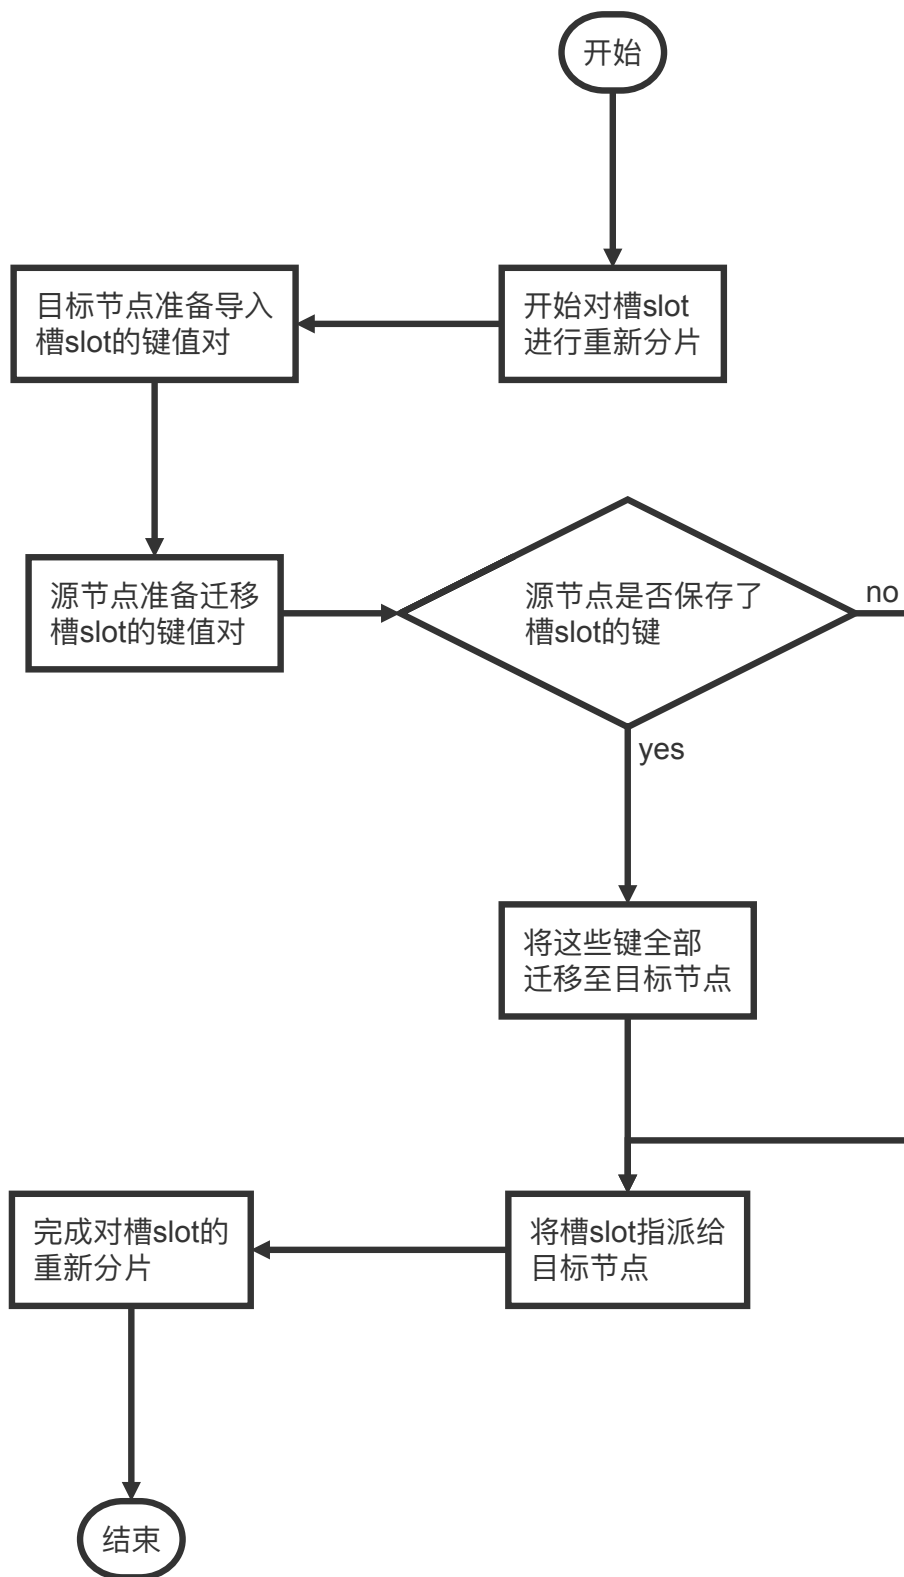 开始
开始对槽slot
进行重新分片
目标节点准备导入
槽slot的键值对
源节点准备迁移
槽slot的键值对
源节点是否保存了
槽slot的键
no
yes
将这些键全部
迁移至目标节点
将槽slot指派给
目标节点
完成对槽slot的
重新分片
结束